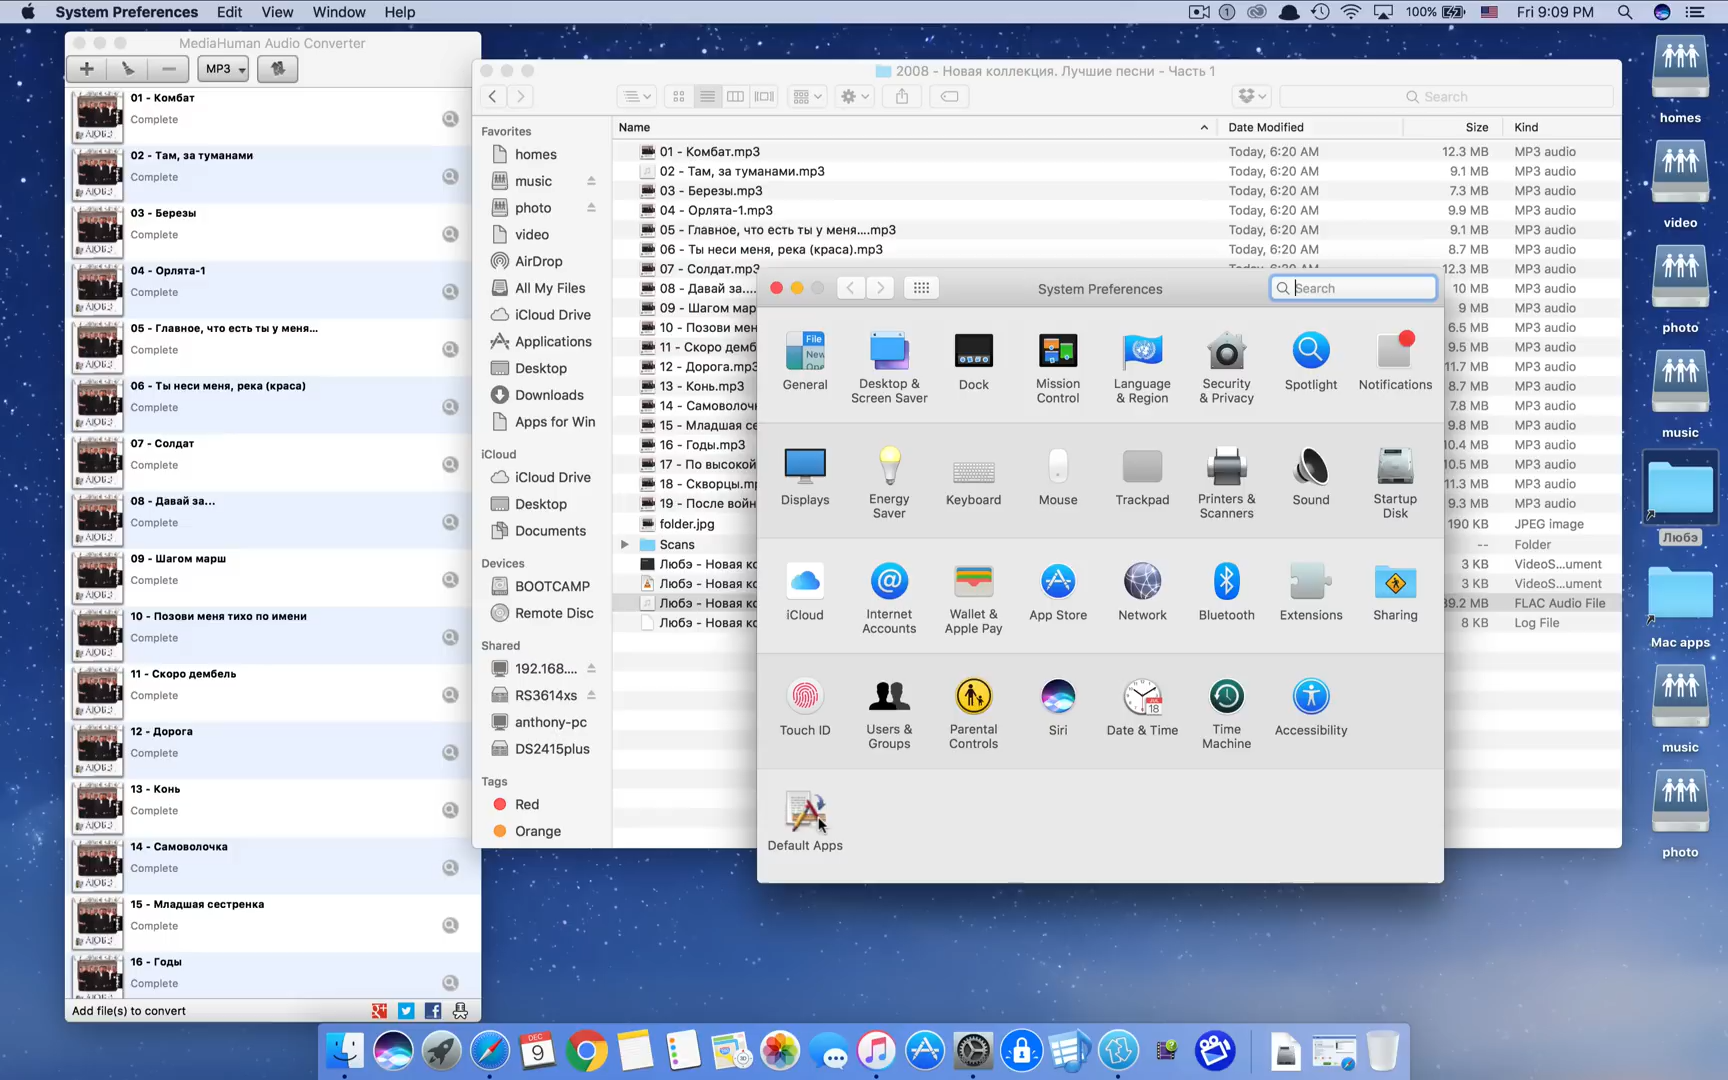 System Preferences Edit View Window Help
100% Fri 9:09 PM
MediaHuman Audio Converter
MP3
01 - Комбат
Complete
02 - Там, за туманами
Complete
03 - Березы
Complete
04 - Орлята-1
Complete
05 - Главное, что есть ты у меня...
Complete
06 - Ты неси меня, река (краса)
Complete
07 - Солдат
Complete
08 - Давай за...
Complete
09 - Шагом марш
Complete
10 - Позови меня тихо по имени
Complete
11 - Скоро дембель
Complete
12 - Дорога
Complete
13 - Конь
Complete
14 - Самоволочка
Complete
15 - Младшая сестренка
Complete
16 - Годы
Complete
Add file(s) to convert
2008 - Новая коллекция. Лучшие песни - Часть 1
Search
Favorites
homes
music
photo
video
AirDrop
All My Files
iCloud Drive
Applications
Desktop
Downloads
Apps for Win
iCloud
iCloud Drive
Desktop
Documents
Devices
BOOTCAMP
Remote Disc
Shared
192.168....
RS3614xs
anthony-pc
DS2415plus
Tags
Red
Orange
Name Date Modified Size Kind
01 - Комбат.mp3 Today, 6:20 AM 12.3 MB MP3 audio
02 - Там, за туманами.mp3 Today, 6:20 AM 9.1 MB MP3 audio
03 - Березы.mp3 Today, 6:20 AM 7.3 MB MP3 audio
04 - Орлята-1.mp3 Today, 6:20 AM 9.9 MB MP3 audio
05 - Главное, что есть ты у меня....mp3 Today, 6:20 AM 9.1 MB MP3 audio
06 - Ты неси меня, река (краса).mp3 Today, 6:20 AM 8.7 MB MP3 audio
07 - Солдат.mp3 Today, 6:20 AM 12.3 MB MP3 audio
08 - Давай за.... 10 MB MP3 audio
09 - Шагом мар 9.5 MB MP3 audio
10 - Позови мен 6.5 MB MP3 audio
11 - Скоро демб 9.5 MB MP3 audio
12 - Дорога.mp3 11.7 MB MP3 audio
13 - Конь.mp3 8.7 MB MP3 audio
14 - Самоволоч 7.8 MB MP3 audio
15 - Младшая се 9.8 MB MP3 audio
16 - Годы.mp3 10.4 MB MP3 audio
17 - По высокой 10.5 MB MP3 audio
18 - Скворцы.mp 11.3 MB MP3 audio
19 - После войн 9.3 MB MP3 audio
folder.jpg 190 KB JPEG image
Scans -- Folder
Любэ - Новая ко 3 KB VideoS...ument
Любэ - Новая ко 3 KB VideoS...ument
Любэ - Новая ко 39.2 MB FLAC Audio File
Любэ - Новая ко 8 KB Log File
System Preferences
Search
General
Desktop & Screen Saver
Dock
Mission Control
Language & Region
Security & Privacy
Spotlight
Notifications
Displays
Energy Saver
Keyboard
Mouse
Trackpad
Printers & Scanners
Sound
Startup Disk
iCloud
Internet Accounts
Wallet & Apple Pay
App Store
Network
Bluetooth
Extensions
Sharing
Touch ID
Users & Groups
Parental Controls
Siri
Date & Time
Time Machine
Accessibility
Default Apps
homes
video
photo
music
Любэ
Mac apps
music
photo